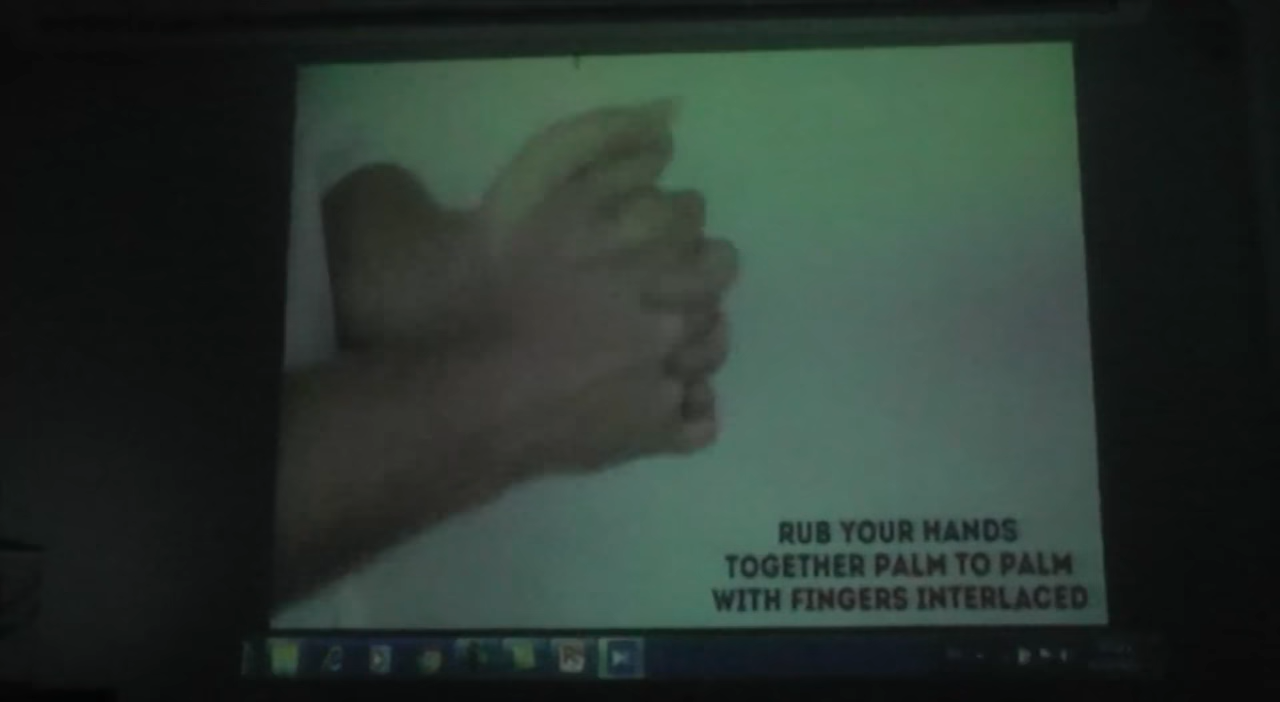 RUB YOUR HANDS
TOGETHER PALM TO PALM
WITH FINGERS INTERLACED